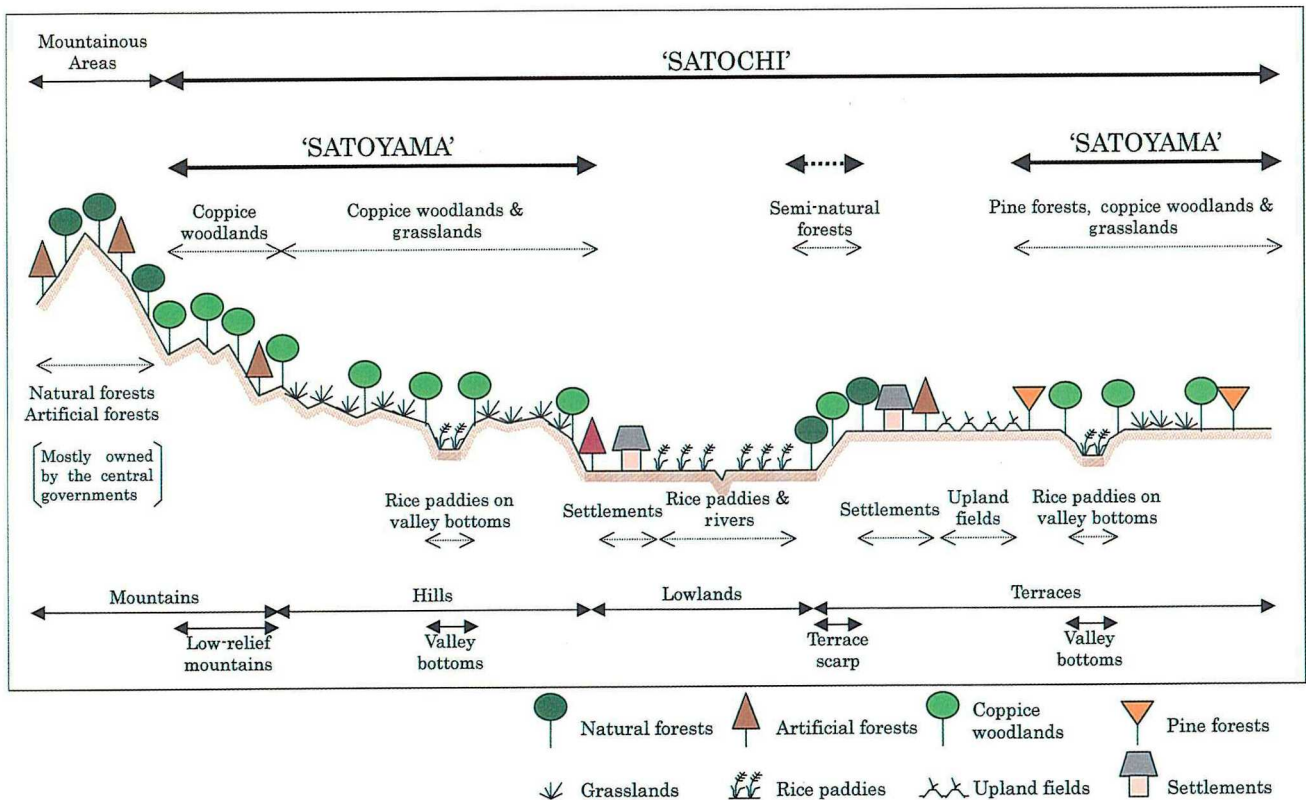 Mountainous
Areas
'SATOCHI'
'SATOYAMA'
'SATOYAMA'
Coppice
woodlands
Coppice woodlands &
grasslands
Semi-natural
forests
Pine forests, coppice woodlands &
grasslands
Natural forests
Artificial forests
Mostly owned
by the central
governments
Rice paddies on
valley bottoms
Settlements
Rice paddies &
rivers
Settlements
Upland
fields
Rice paddies on
valley bottoms
Mountains
Hills
Lowlands
Terraces
Low-relief
mountains
Valley
bottoms
Terrace
scarp
Valley
bottoms
Natural forests
Artificial forests
Coppice
woodlands
Pine forests
Grasslands
Rice paddies
Upland fields
Settlements